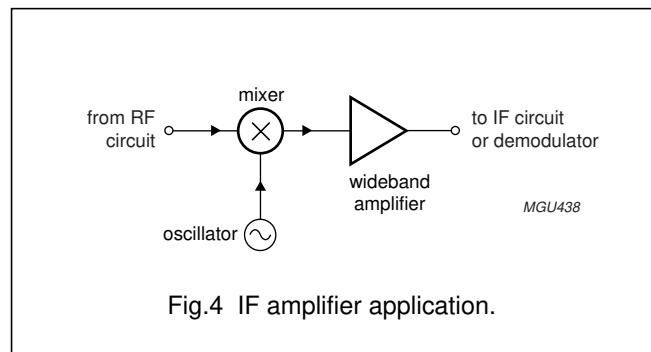 mixer
from RF
circuit
to IF circuit
or demodulator
wideband
amplifier
MGU438
oscillator
Fig.4 IF amplifier application.